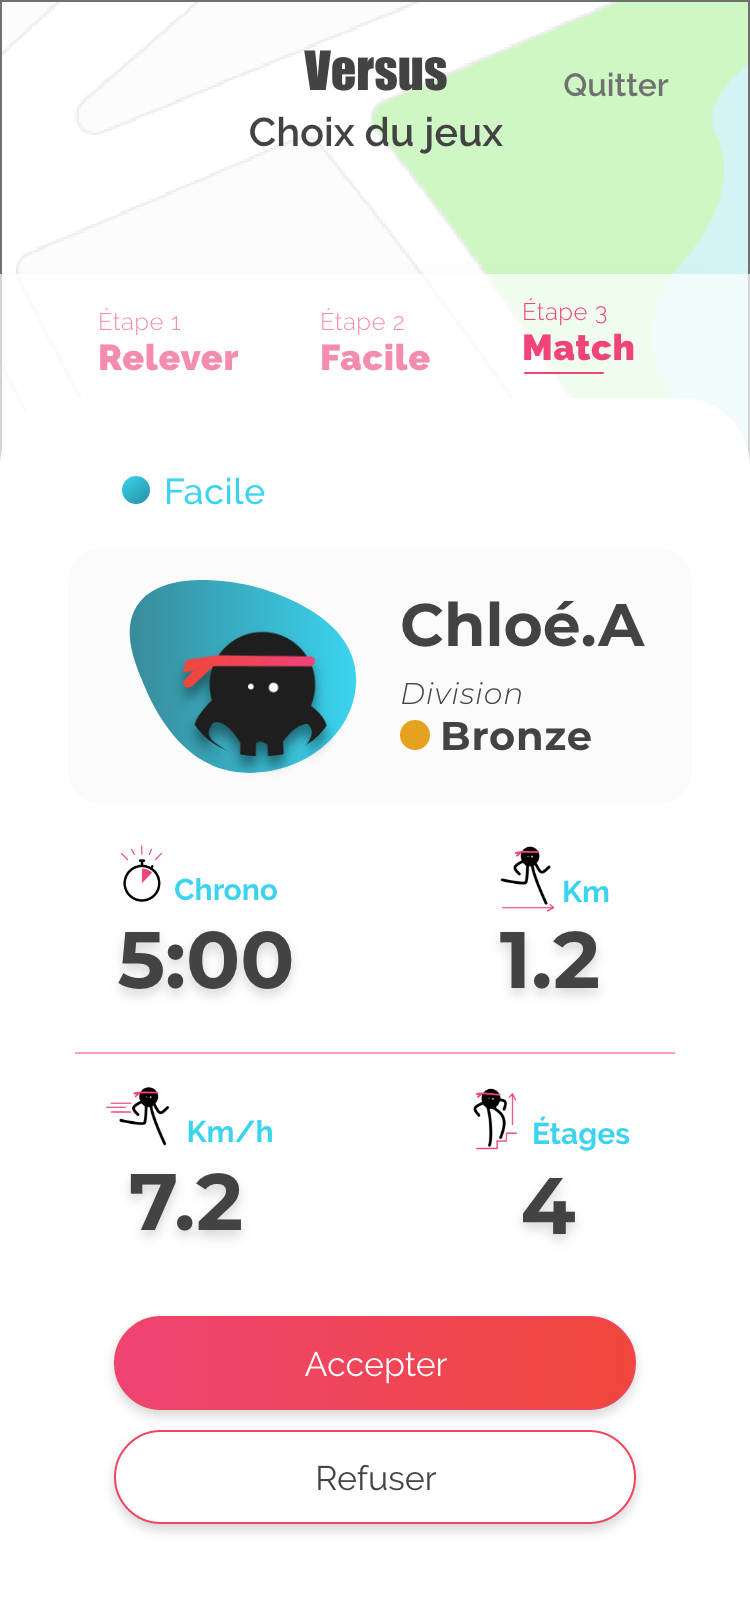 Versus
Quitter
Choix du jeux
Étape 1
Relever
Étape 2
Facile
Étape 3
Match
Facile
Chloé.A
Division
Bronze
Chrono
5:00
Km
1.2
Km/h
7.2
Étages
4
Accepter
Refuser